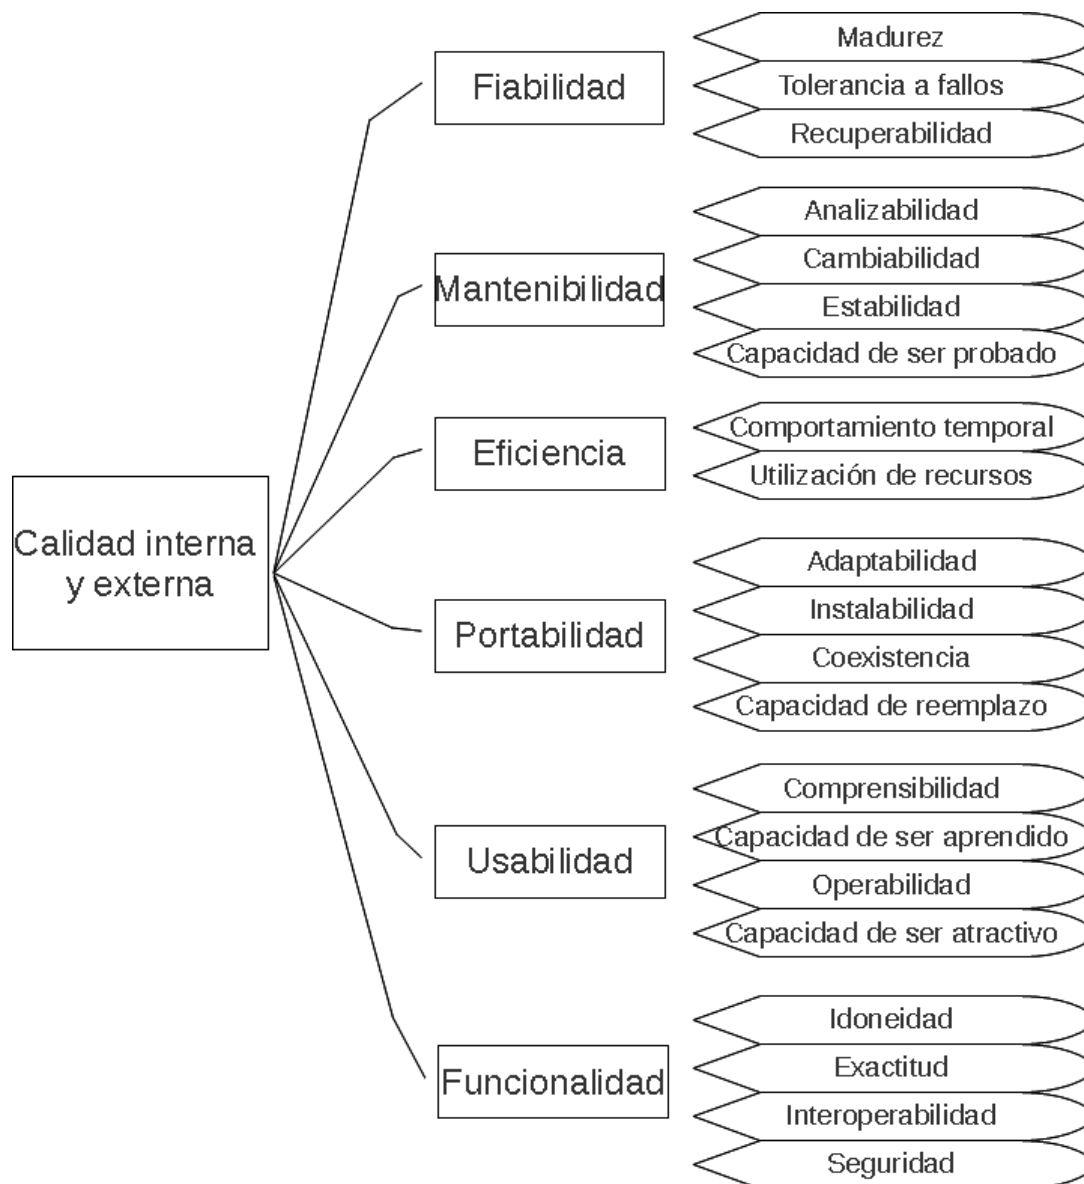 Calidad interna
y externa
Fiabilidad
Madurez
Tolerancia a fallos
Recuperabilidad
Mantenibilidad
Analizabilidad
Cambiabilidad
Estabilidad
Capacidad de ser probado
Eficiencia
Comportamiento temporal
Utilización de recursos
Portabilidad
Adaptabilidad
Instalabilidad
Coexistencia
Capacidad de reemplazo
Usabilidad
Comprensibilidad
Capacidad de ser aprendido
Operabilidad
Capacidad de ser atractivo
Funcionalidad
Idoneidad
Exactitud
Interoperabilidad
Seguridad